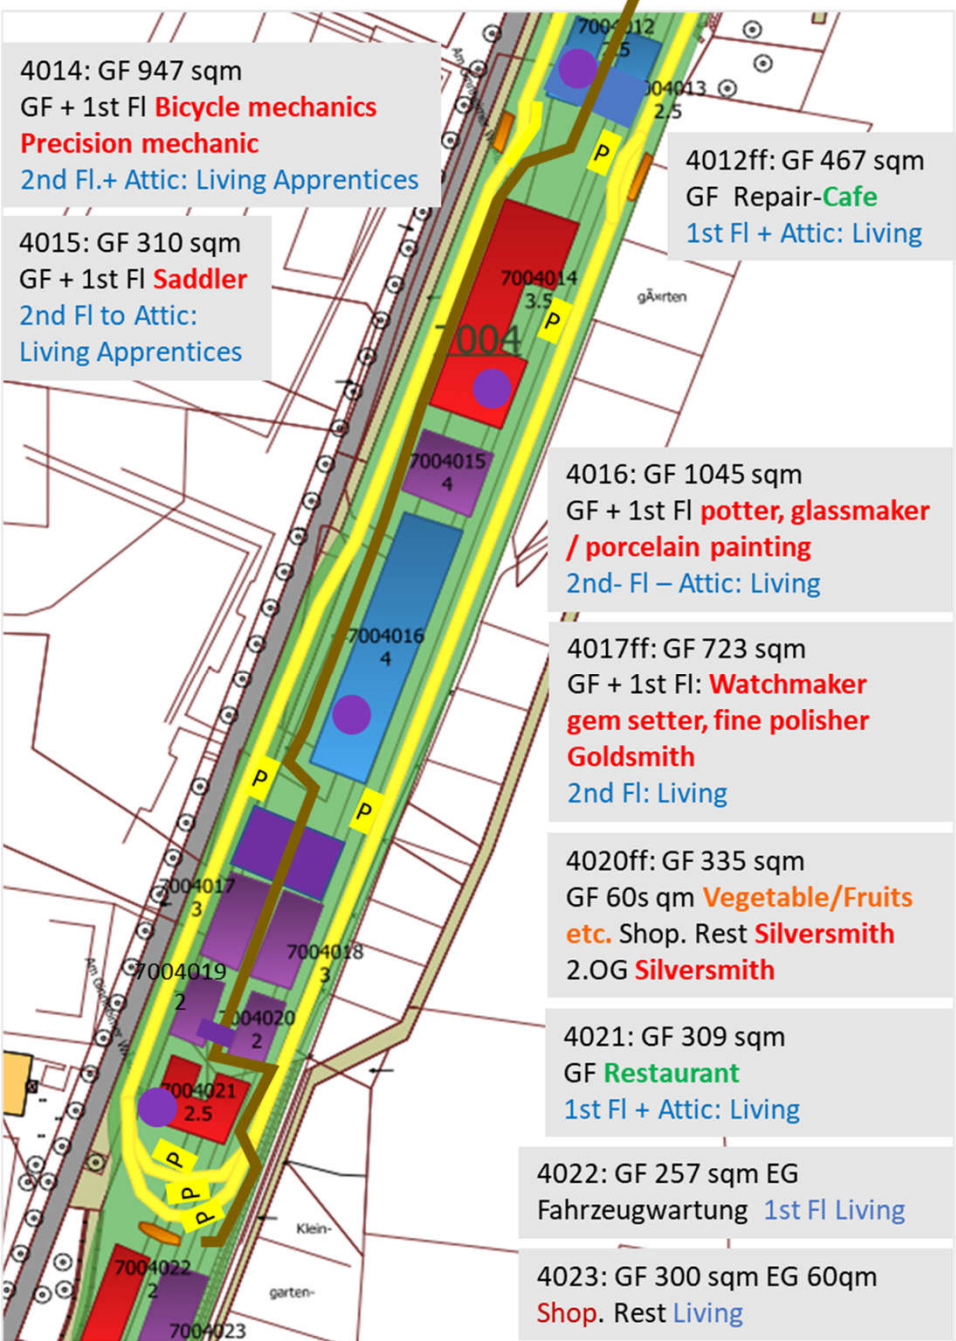 7004012
2.5
7004013
2.5
4014: GF 947 sqm
GF + 1st Fl Bicycle mechanics
Precision mechanic
2nd Fl.+ Attic: Living Apprentices
P
4012ff: GF 467 sqm
GF Repair-Cafe
1st Fl + Attic: Living
4015: GF 310 sqm
GF + 1st Fl Saddler
2nd Fl to Attic:
Living Apprentices
7004014
3.5
P
gÃ¤rten
7004
7004015
4
4016: GF 1045 sqm
GF + 1st Fl potter, glassmaker
/ porcelain painting
2nd- Fl – Attic: Living
7004016
4
4017ff: GF 723 sqm
GF + 1st Fl: Watchmaker
gem setter, fine polisher
Goldsmith
2nd Fl: Living
P
P
7004017
3
4020ff: GF 335 sqm
GF 60s qm Vegetable/Fruits
etc. Shop. Rest Silversmith
2.OG Silversmith
7004018
3
7004019
2
7004020
2
4021: GF 309 sqm
GF Restaurant
1st Fl + Attic: Living
7004021
2.5
P
P
P
4022: GF 257 sqm EG
Fahrzeugwartung 1st Fl Living
Klein-
7004022
2
garten-
4023: GF 300 sqm EG 60qm
Shop. Rest Living
7004023